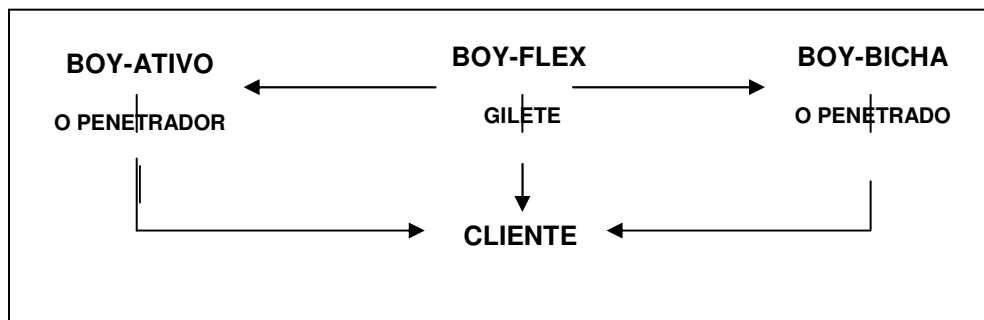 BOY-ATIVO
O PENETRADOR
BOY-FLEX
GILETE
BOY-BICHA
O PENETRADO
CLIENTE